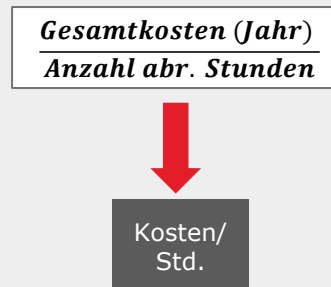 Gesamtkosten (Jahr)
Anzahl abr. Stunden
Kosten/
Std.